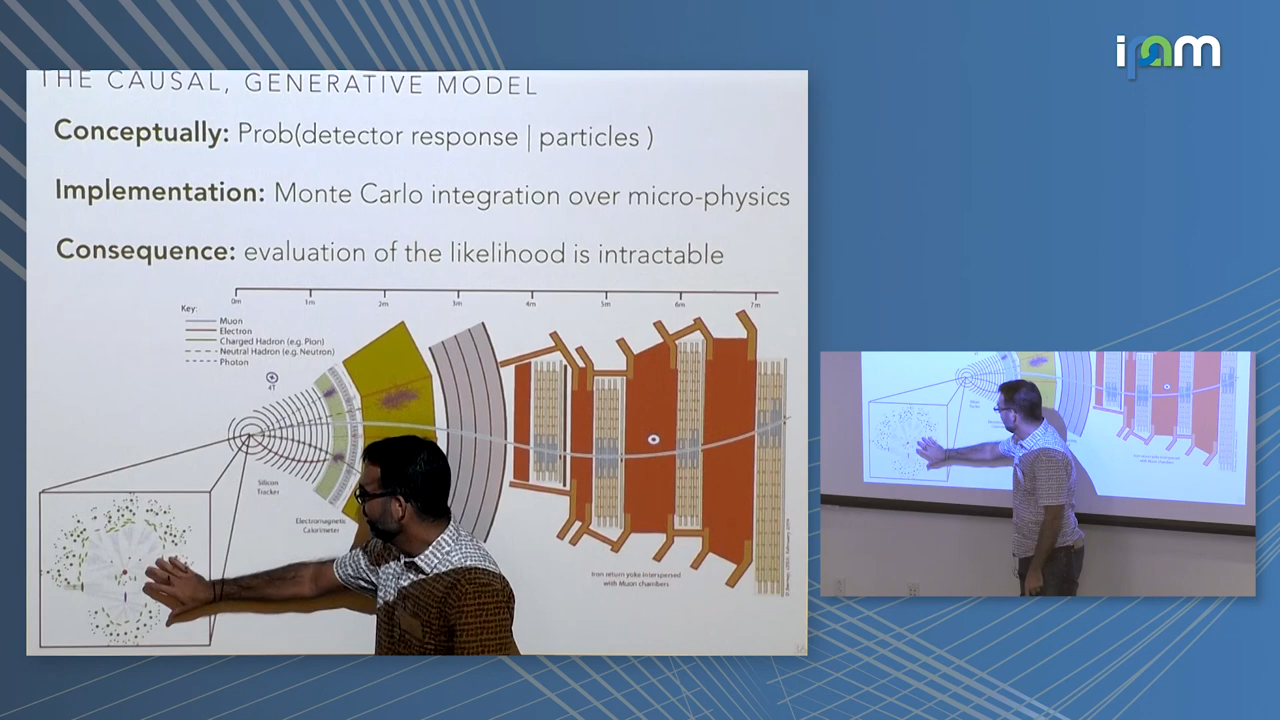 ipam
THE CAUSAL, GENERATIVE MODEL
Conceptually: Prob(detector response | particles )
Implementation: Monte Carlo integration over micro-physics
Consequence: evaluation of the likelihood is intractable
0m 1m 2m 3m 4m 5m 6m 7m
Key:
Muon
Electron
Charged Hadron (e.g. Pion)
Neutral Hadron (e.g. Neutron)
Photon
4T
Silicon
Tracker
Electromagnetic
Calorimeter
Iron return yoke interspersed
with Muon chambers